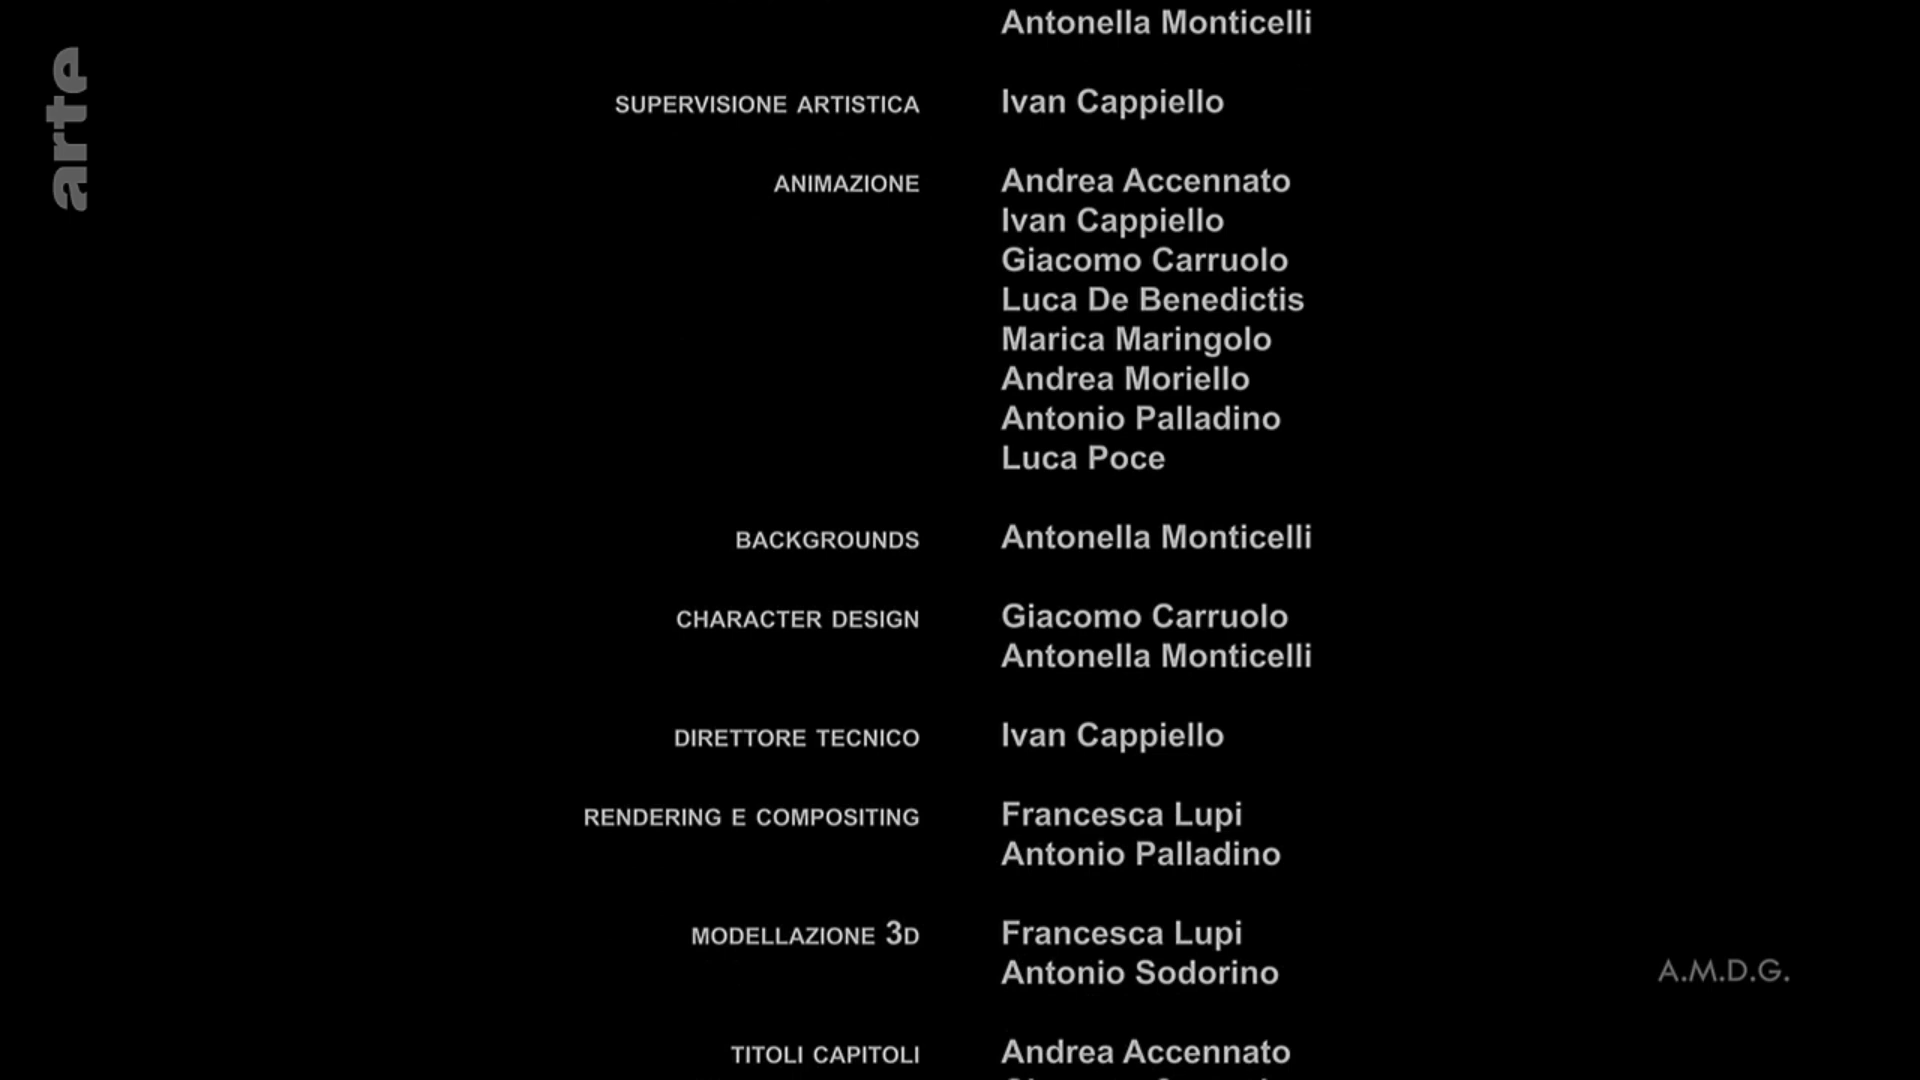 arte
Antonella Monticelli
SUPERVISIONE ARTISTICA Ivan Cappiello
ANIMAZIONE Andrea Accennato
Ivan Cappiello
Giacomo Carruolo
Luca De Benedictis
Marica Maringolo
Andrea Moriello
Antonio Palladino
Luca Poce
BACKGROUNDS Antonella Monticelli
CHARACTER DESIGN Giacomo Carruolo
Antonella Monticelli
DIRETTORE TECNICO Ivan Cappiello
RENDERING E COMPOSITING Francesca Lupi
Antonio Palladino
MODELLAZIONE 3D Francesca Lupi
Antonio Sodorino
A.M.D.G.
TITOLI CAPITOLI Andrea Accennato